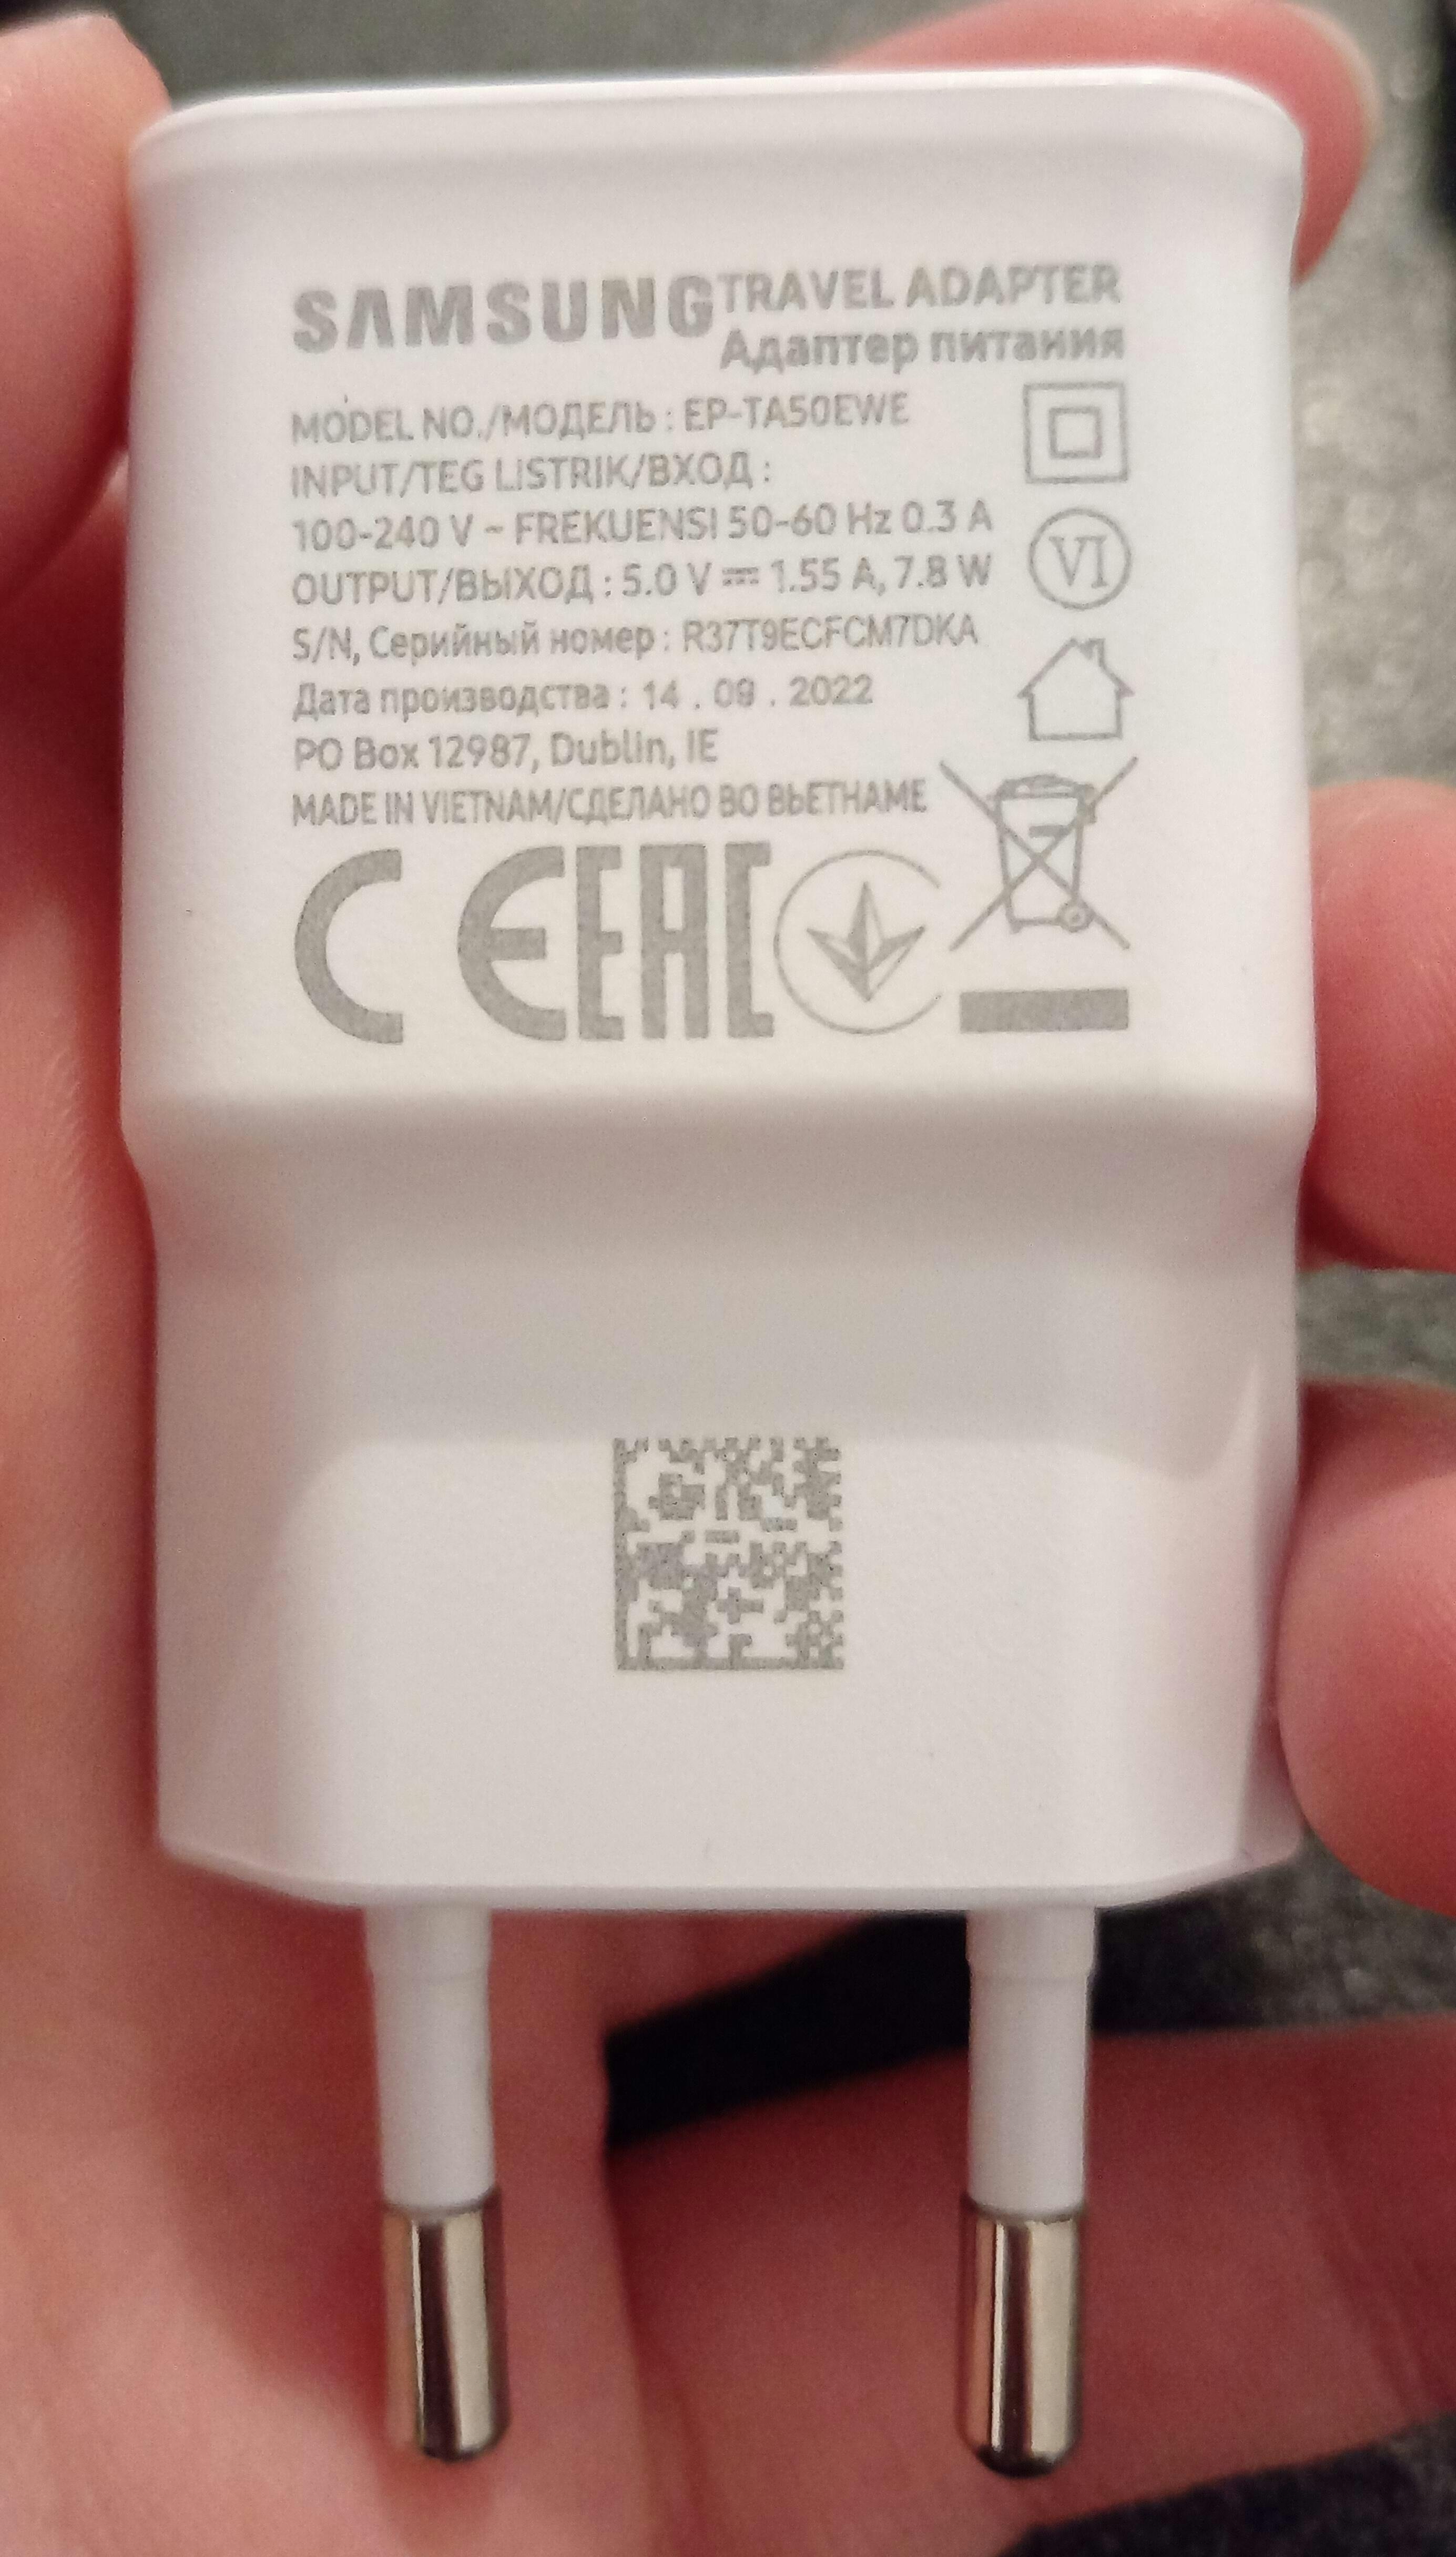 SAMSUNG TRAVEL ADAPTER
Адаптер питания
MODEL NO./МОДЕЛЬ : EP-TA50EWE
INPUT/TEG LISTRIK/ВХОД :
100-240 V ~ FREKUENSI 50-60 Hz 0.3 A
OUTPUT/ВЫХОД : 5.0 V ⎓ 1.55 A, 7.8 W
S/N, Серийный номер : R37T9ECFCM7DKA
Дата производства : 14 . 09 . 2022
PO Box 12987, Dublin, IE
MADE IN VIETNAM/СДЕЛАНО ВО ВЬЕТНАМЕ
VI
CE EAC